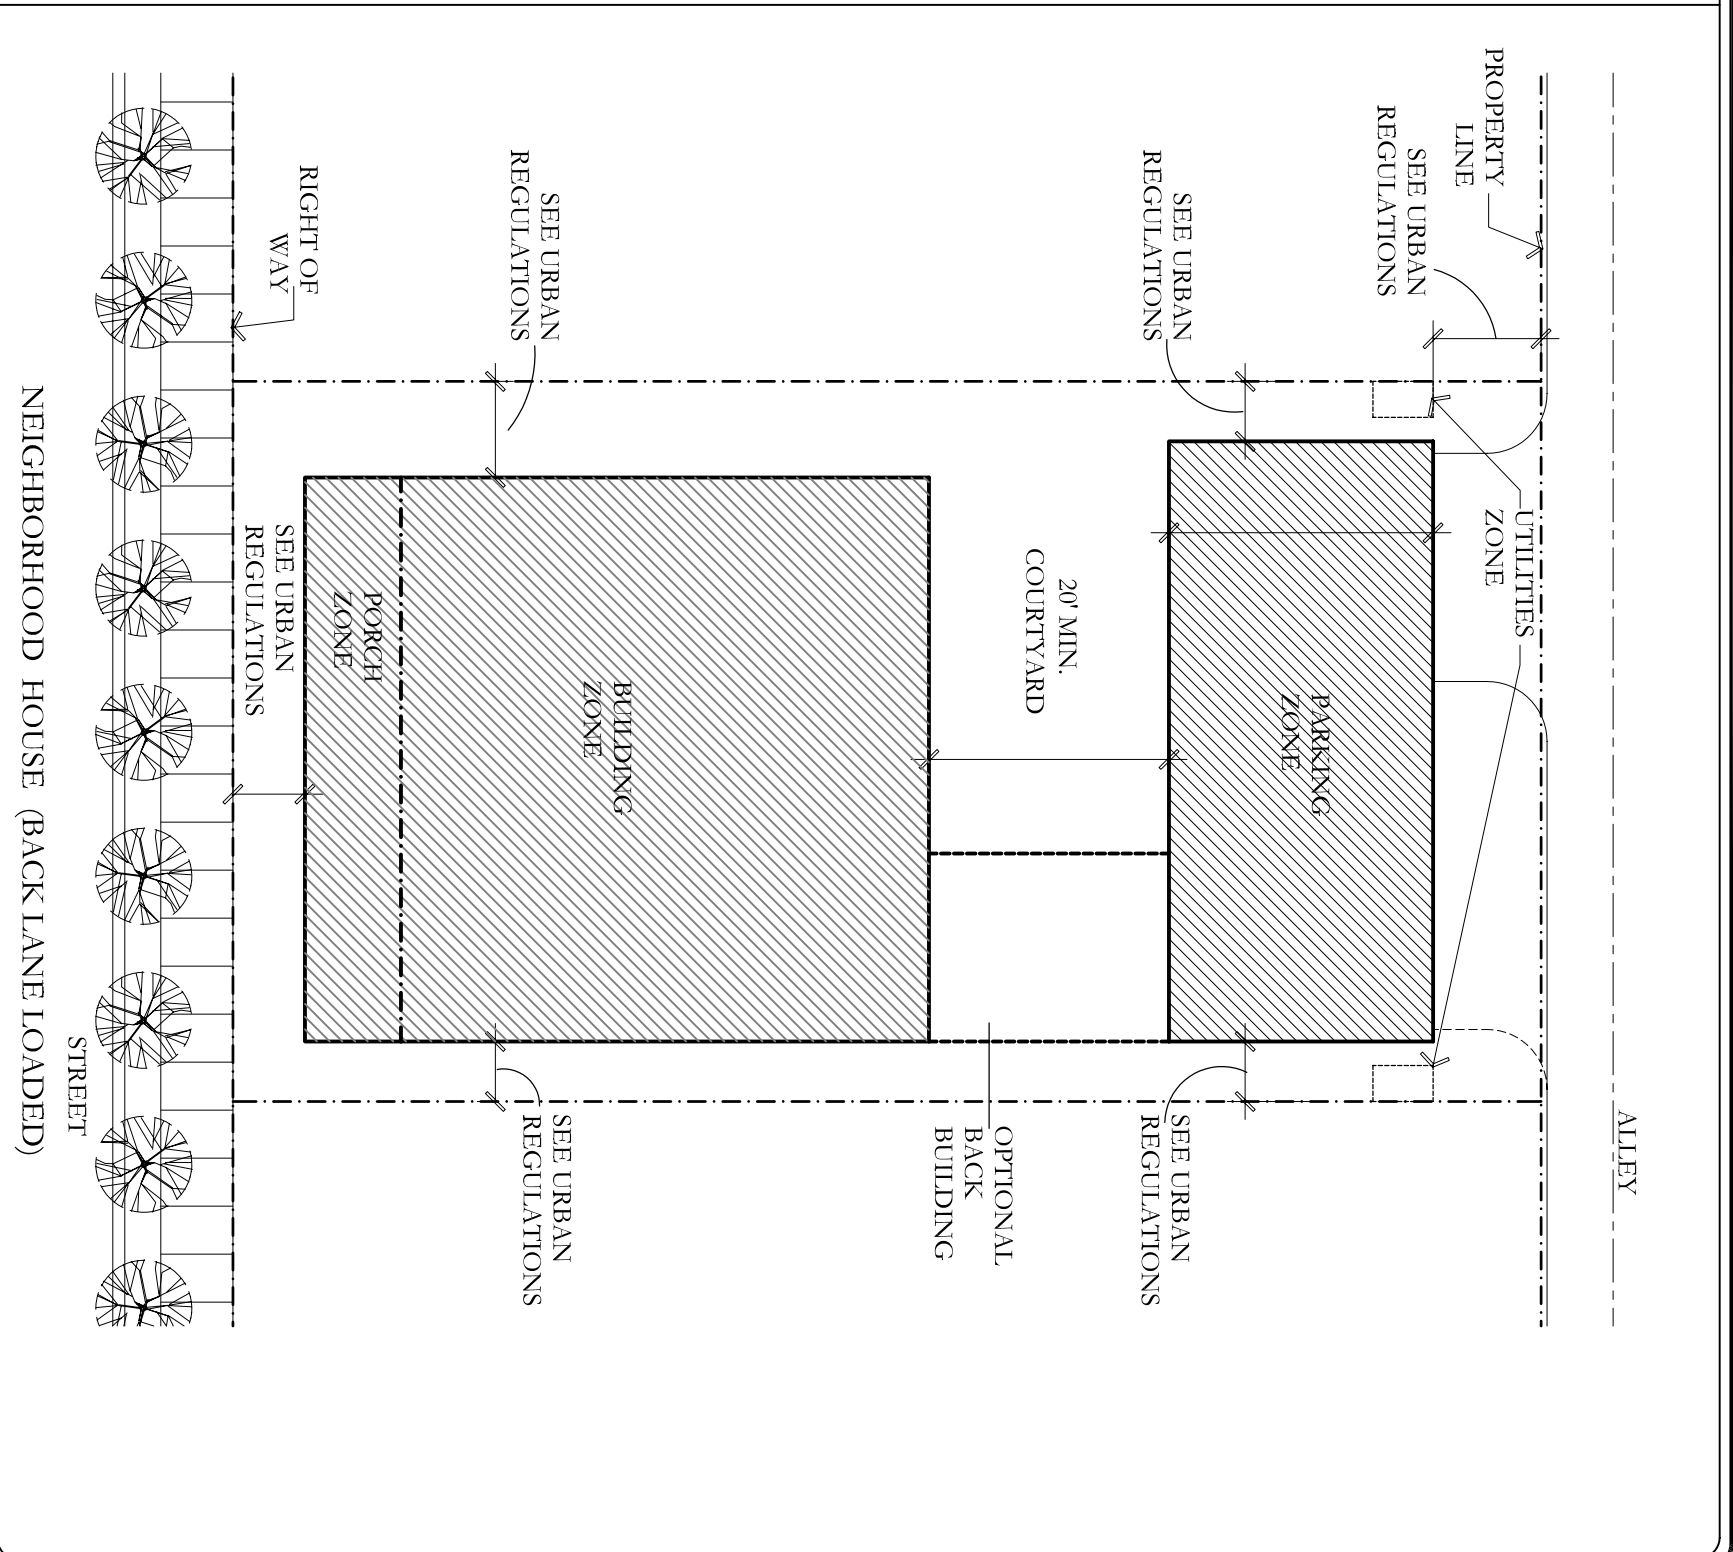 ALLEY
PROPERTY
LINE
UTILITIES
ZONE
SEE URBAN
REGULATIONS
PARKING
ZONE
SEE URBAN
REGULATIONS
SEE URBAN
REGULATIONS
20' MIN.
COURTYARD
OPTIONAL
BACK
BUILDING
BUILDING
ZONE
SEE URBAN
REGULATIONS
SEE URBAN
REGULATIONS
PORCH
ZONE
RIGHT OF
WAY
SEE URBAN
REGULATIONS
STREET
NEIGHBORHOOD HOUSE (BACK LANE LOADED)